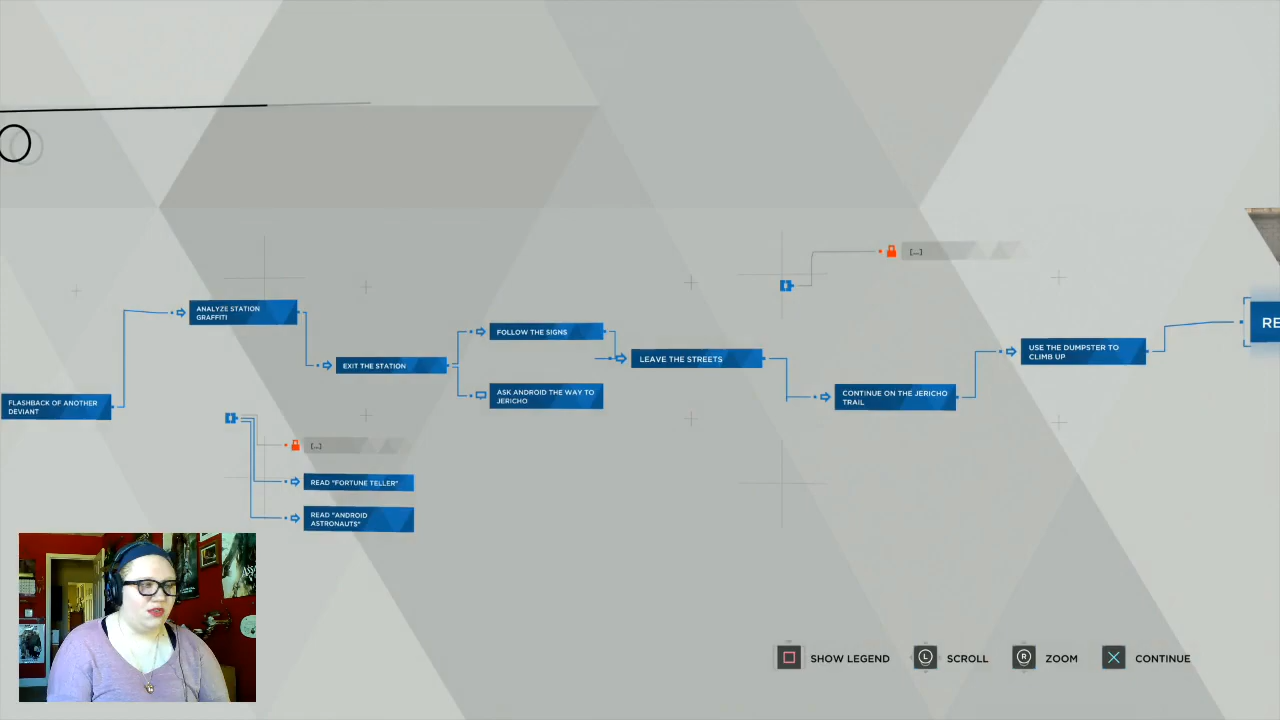 [...]
RE
ANALYZE STATION
GRAFFITI
FOLLOW THE SIGNS
LEAVE THE STREETS
USE THE DUMPSTER TO
CLIMB UP
EXIT THE STATION
ASK ANDROID THE WAY TO
JERICHO
CONTINUE ON THE JERICHO
TRAIL
FLASHBACK OF ANOTHER
DEVIANT
[...]
READ "FORTUNE TELLER"
READ "ANDROID
ASTRONAUTS"
L
R
SHOW LEGEND
SCROLL
ZOOM
CONTINUE